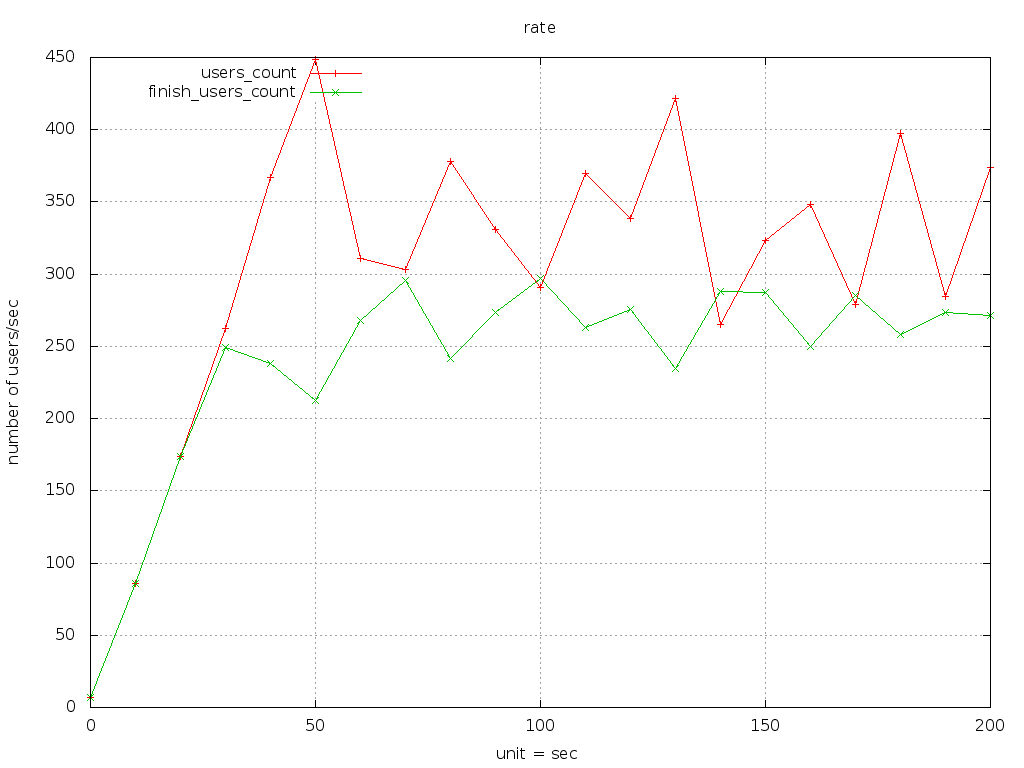 rate
users_count
finish_users_count
450
400
350
300
250
200
150
100
50
0
number of users/sec
0 50 100 150 200
unit = sec